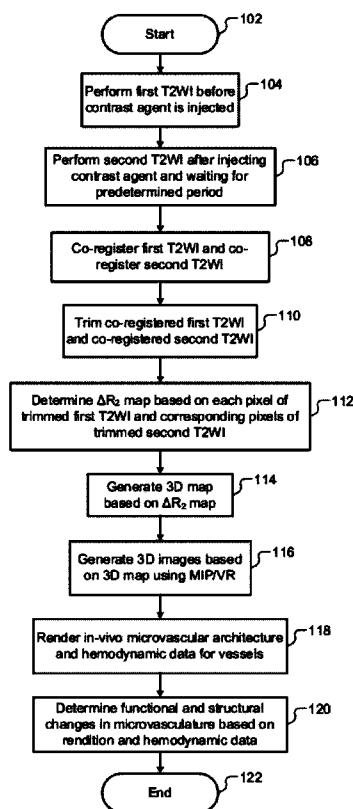 Start
102
Perform first T2WI before
contrast agent is injected
104
Perform second T2WI after injecting
contrast agent and waiting for
predetermined period
106
Co-register first T2WI and co-
register second T2WI
108
Trim co-registered first T2WI
and co-registered second T2WI
110
Determine ΔR₂ map based on each pixel of
trimmed first T2WI and corresponding pixels of
trimmed second T2WI
112
Generate 3D map
based on ΔR₂ map
114
Generate 3D images based
on 3D map using MIP/VR
116
Render in-vivo microvascular architecture
and hemodynamic data for vessels
118
Determine functional and structural
changes in microvasculature based on
rendition and hemodynamic data
120
End
122